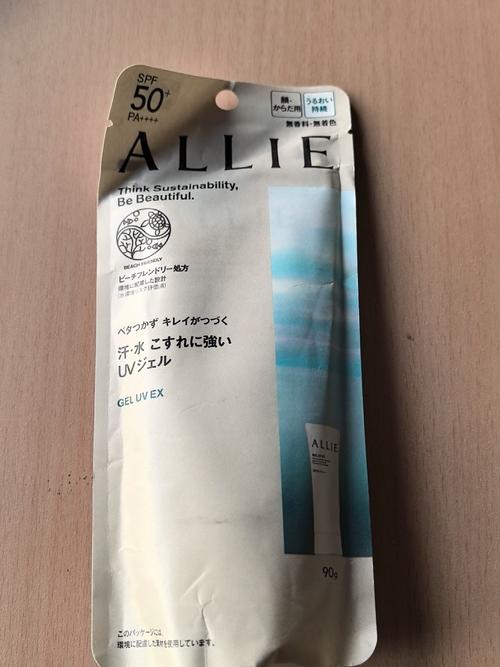 SPF
50+
PA++++
顔・
からだ用
うるおい
持続
無香料・無着色
ALLIE
Think Sustainability,
Be Beautiful.
BEACH FRIENDLY
ビーチフレンドリー処方
環境に配慮した設計
ベタつかず キレイがつづく
汗・水 こすれに強い
UVジェル
GEL UV EX
ALLIE
90g
このパッケージは、
環境に配慮した素材を使用しています。